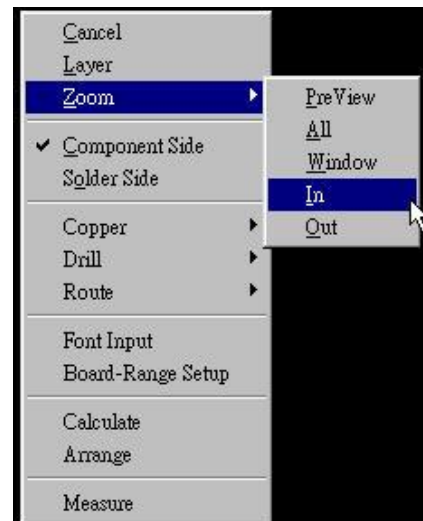 Cancel
Layer
Zoom
PreView
All
Window
In
Out
Component Side
Solder Side
Copper
Drill
Route
Font Input
Board-Range Setup
Calculate
Arrange
Measure